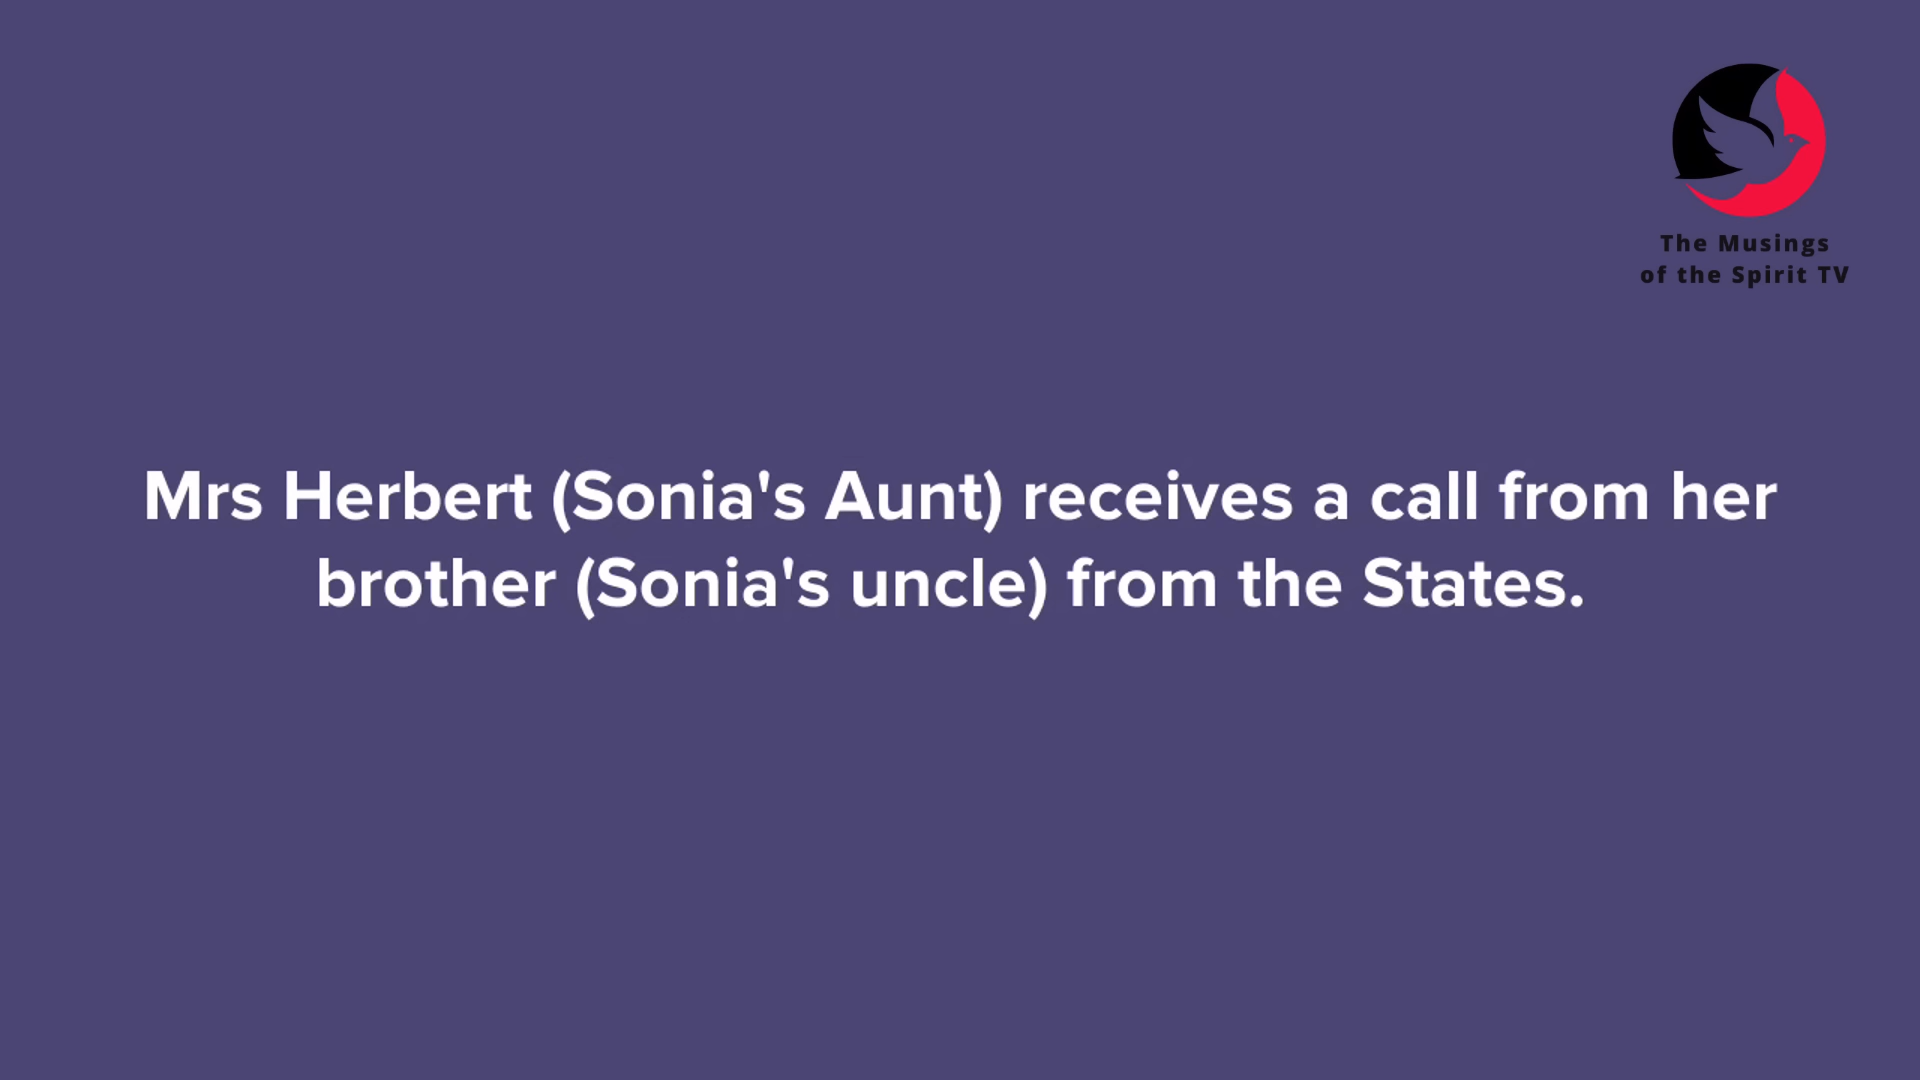 The Musings
of the Spirit TV
Mrs Herbert (Sonia's Aunt) receives a call from her
brother (Sonia's uncle) from the States.